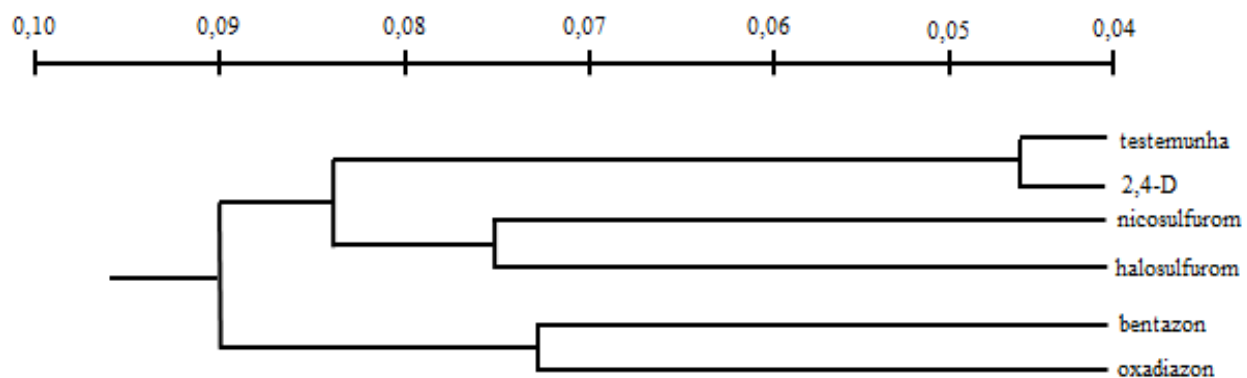 0,10 0,09 0,08 0,07 0,06 0,05 0,04
testemunha
2,4-D
nicosulfurom
halosulfurom
bentazon
oxadiazon